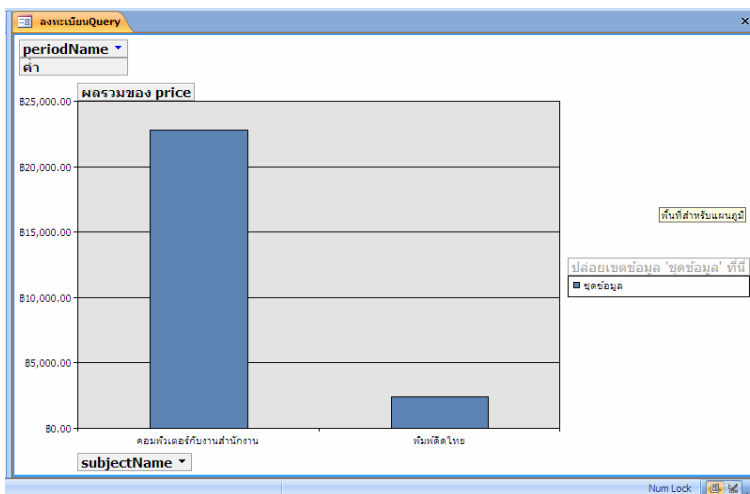 ลงทะเบียนQuery
periodName
ค่ำ
ผลรวมของ price
฿25,000.00
฿20,000.00
฿15,000.00
฿10,000.00
฿5,000.00
฿0.00
พื้นที่สำหรับแผนภูมิ
ปล่อยเขตข้อมูล 'ชุดข้อมูล' ที่นี่
ชุดข้อมูล
คอมพิวเตอร์กับงานสำนักงาน
พิมพ์ดีดไทย
subjectName
Num Lock